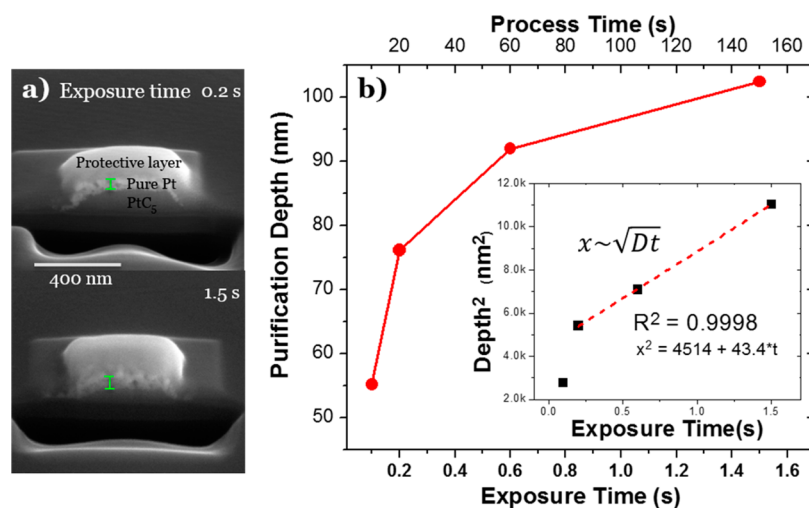 a) Exposure time 0.2 s
Protective layer
Pure Pt
PtC₅
400 nm
1.5 s
Process Time (s)
20 40 60 80 100 120 140 160
b)
Purification Depth (nm)
100
90
80
70
60
50
0.2 0.4 0.6 0.8 1.0 1.2 1.4 1.6
Exposure Time (s)
Depth² (nm²)
12.0k
10.0k
8.0k
6.0k
4.0k
2.0k
x~√Dt
R² = 0.9998
x² = 4514 + 43.4*t
0.0 0.5 1.0 1.5
Exposure Time(s)